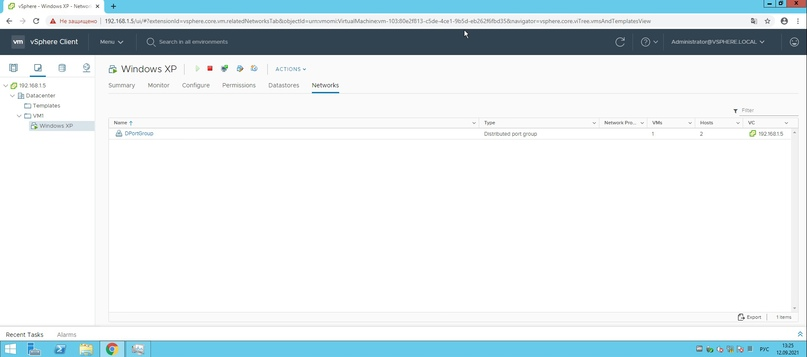 vSphere - Windows XP - Networ
Не защищено
192.168.1.5/ui/#?extensionId=vsphere.core.vm.relatedNetworksTab&objectId=urn:vmomi:VirtualMachine:vm-103:80e2f813-c5de-4ce1-9b5d-eb262f6fbd35&navigator=vsphere.core.viTree.vmsAndTemplatesView
vm vSphere Client Menu Search in all environments Administrator@VSPHERE.LOCAL
Windows XP ACTIONS
Summary Monitor Configure Permissions Datastores Networks
192.168.1.5
Datacenter
Templates
VM1
Windows XP
Filter
Name Type Network Pro... VMs Hosts VC
DPortGroup Distributed port group 1 2 192.168.1.5
Export 1 items
Recent Tasks Alarms
РУС
13:25
12.09.2021